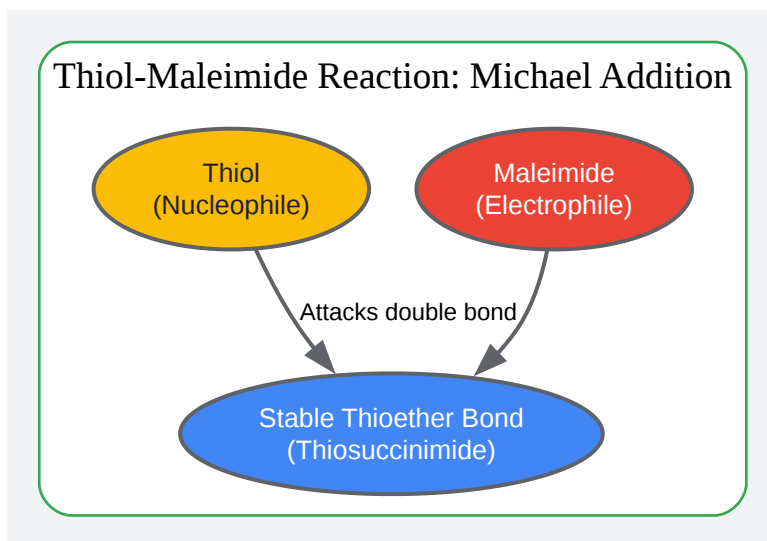 Thiol-Maleimide Reaction: Michael Addition
Thiol
(Nucleophile)
Maleimide
(Electrophile)
Attacks double bond
Stable Thioether Bond
(Thiosuccinimide)